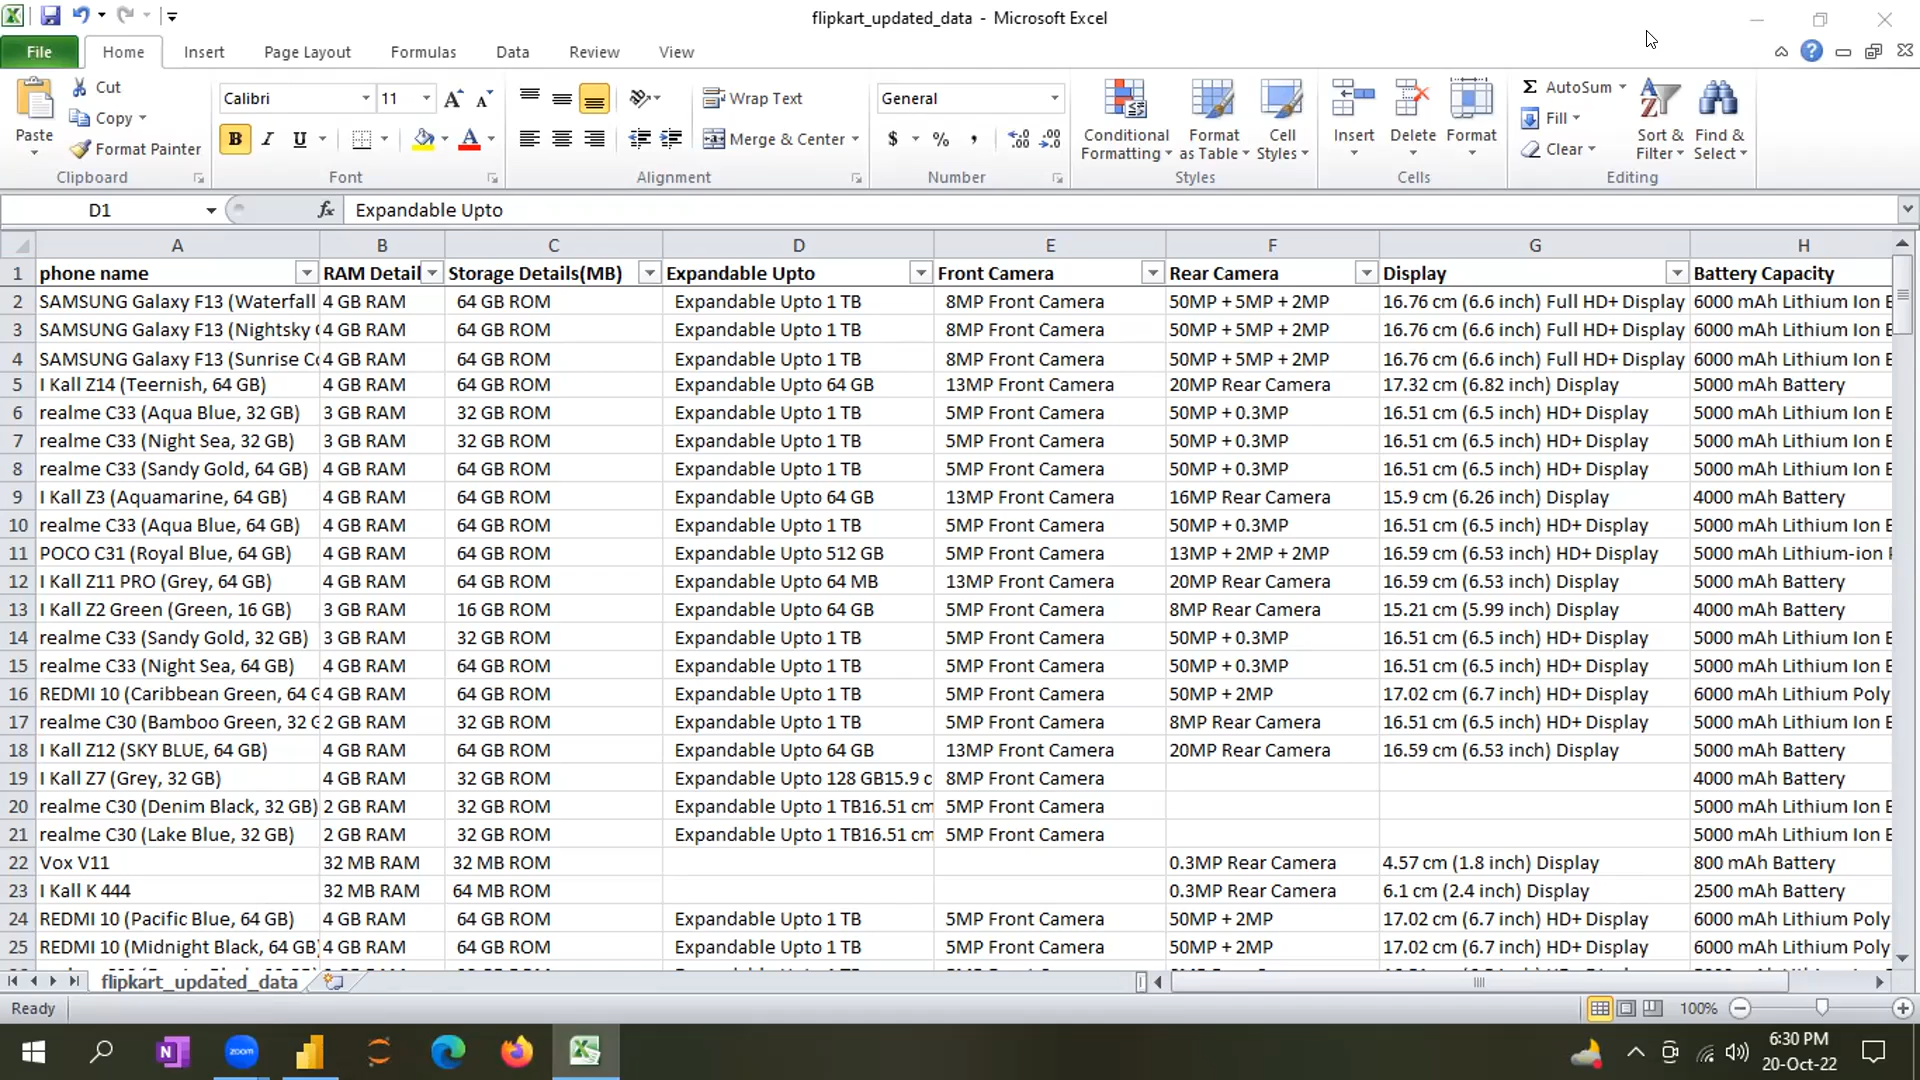 flipkart_updated_data - Microsoft Excel
File Home Insert Page Layout Formulas Data Review View
Paste Cut Copy Format Painter Clipboard
Calibri 11 B I U Font
Wrap Text Merge & Center Alignment
General $ % , Number
Conditional Formatting Format as Table Cell Styles Styles
Insert Delete Format Cells
AutoSum Fill Clear Sort & Filter Find & Select Editing
D1 fx Expandable Upto
A B C D E F G H
1 phone name RAM Detail Storage Details(MB) Expandable Upto Front Camera Rear Camera Display Battery Capacity
2 SAMSUNG Galaxy F13 (Waterfall 4 GB RAM 64 GB ROM Expandable Upto 1 TB 8MP Front Camera 50MP + 5MP + 2MP 16.76 cm (6.6 inch) Full HD+ Display 6000 mAh Lithium Ion
3 SAMSUNG Galaxy F13 (Nightsky 4 GB RAM 64 GB ROM Expandable Upto 1 TB 8MP Front Camera 50MP + 5MP + 2MP 16.76 cm (6.6 inch) Full HD+ Display 6000 mAh Lithium Ion
4 SAMSUNG Galaxy F13 (Sunrise Co 4 GB RAM 64 GB ROM Expandable Upto 1 TB 8MP Front Camera 50MP + 5MP + 2MP 16.76 cm (6.6 inch) Full HD+ Display 6000 mAh Lithium Ion
5 I Kall Z14 (Teernish, 64 GB) 4 GB RAM 64 GB ROM Expandable Upto 64 GB 13MP Front Camera 20MP Rear Camera 17.32 cm (6.82 inch) Display 5000 mAh Battery
6 realme C33 (Aqua Blue, 32 GB) 3 GB RAM 32 GB ROM Expandable Upto 1 TB 5MP Front Camera 50MP + 0.3MP 16.51 cm (6.5 inch) HD+ Display 5000 mAh Lithium Ion
7 realme C33 (Night Sea, 32 GB) 3 GB RAM 32 GB ROM Expandable Upto 1 TB 5MP Front Camera 50MP + 0.3MP 16.51 cm (6.5 inch) HD+ Display 5000 mAh Lithium Ion
8 realme C33 (Sandy Gold, 64 GB) 4 GB RAM 64 GB ROM Expandable Upto 1 TB 5MP Front Camera 50MP + 0.3MP 16.51 cm (6.5 inch) HD+ Display 5000 mAh Lithium Ion
9 I Kall Z3 (Aquamarine, 64 GB) 4 GB RAM 64 GB ROM Expandable Upto 64 GB 13MP Front Camera 16MP Rear Camera 15.9 cm (6.26 inch) Display 4000 mAh Battery
10 realme C33 (Aqua Blue, 64 GB) 4 GB RAM 64 GB ROM Expandable Upto 1 TB 5MP Front Camera 50MP + 0.3MP 16.51 cm (6.5 inch) HD+ Display 5000 mAh Lithium Ion
11 POCO C31 (Royal Blue, 64 GB) 4 GB RAM 64 GB ROM Expandable Upto 512 GB 5MP Front Camera 13MP + 2MP + 2MP 16.59 cm (6.53 inch) HD+ Display 5000 mAh Lithium-ion
12 I Kall Z11 PRO (Grey, 64 GB) 4 GB RAM 64 GB ROM Expandable Upto 64 MB 13MP Front Camera 20MP Rear Camera 16.59 cm (6.53 inch) Display 5000 mAh Battery
13 I Kall Z2 Green (Green, 16 GB) 3 GB RAM 16 GB ROM Expandable Upto 64 GB 5MP Front Camera 8MP Rear Camera 15.21 cm (5.99 inch) Display 4000 mAh Battery
14 realme C33 (Sandy Gold, 32 GB) 3 GB RAM 32 GB ROM Expandable Upto 1 TB 5MP Front Camera 50MP + 0.3MP 16.51 cm (6.5 inch) HD+ Display 5000 mAh Lithium Ion
15 realme C33 (Night Sea, 64 GB) 4 GB RAM 64 GB ROM Expandable Upto 1 TB 5MP Front Camera 50MP + 0.3MP 16.51 cm (6.5 inch) HD+ Display 5000 mAh Lithium Ion
16 REDMI 10 (Caribbean Green, 64 G 4 GB RAM 64 GB ROM Expandable Upto 1 TB 5MP Front Camera 50MP + 2MP 17.02 cm (6.7 inch) HD+ Display 6000 mAh Lithium Poly
17 realme C30 (Bamboo Green, 32 G 2 GB RAM 32 GB ROM Expandable Upto 1 TB 5MP Front Camera 8MP Rear Camera 16.51 cm (6.5 inch) HD+ Display 5000 mAh Lithium Ion
18 I Kall Z12 (SKY BLUE, 64 GB) 4 GB RAM 64 GB ROM Expandable Upto 64 GB 13MP Front Camera 20MP Rear Camera 16.59 cm (6.53 inch) Display 5000 mAh Battery
19 I Kall Z7 (Grey, 32 GB) 4 GB RAM 32 GB ROM Expandable Upto 128 GB15.9 c 8MP Front Camera 4000 mAh Battery
20 realme C30 (Denim Black, 32 GB) 2 GB RAM 32 GB ROM Expandable Upto 1 TB16.51 cm 5MP Front Camera 5000 mAh Lithium Ion
21 realme C30 (Lake Blue, 32 GB) 2 GB RAM 32 GB ROM Expandable Upto 1 TB16.51 cm 5MP Front Camera 5000 mAh Lithium Ion
22 Vox V11 32 MB RAM 32 MB ROM 0.3MP Rear Camera 4.57 cm (1.8 inch) Display 800 mAh Battery
23 I Kall K 444 32 MB RAM 64 MB ROM 0.3MP Rear Camera 6.1 cm (2.4 inch) Display 2500 mAh Battery
24 REDMI 10 (Pacific Blue, 64 GB) 4 GB RAM 64 GB ROM Expandable Upto 1 TB 5MP Front Camera 50MP + 2MP 17.02 cm (6.7 inch) HD+ Display 6000 mAh Lithium Poly
25 REDMI 10 (Midnight Black, 64 GB) 4 GB RAM 64 GB ROM Expandable Upto 1 TB 5MP Front Camera 50MP + 2MP 17.02 cm (6.7 inch) HD+ Display 6000 mAh Lithium Poly
flipkart_updated_data
Ready 100%
zoom
6:30 PM
20-Oct-22